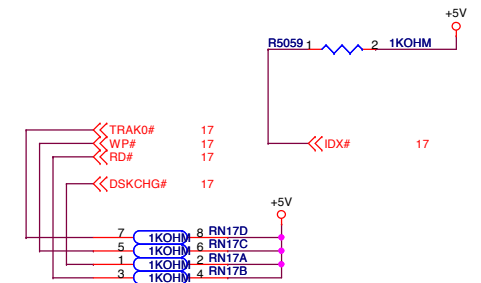 +5V
R5059 1 2 1KOHM
TRAK0# 17
WP# 17
IDX# 17
RD# 17
DSKCHG# 17
+5V
7 1KOHM 8 RN17D
5 1KOHM 6 RN17C
1 1KOHM 2 RN17A
3 1KOHM 4 RN17B